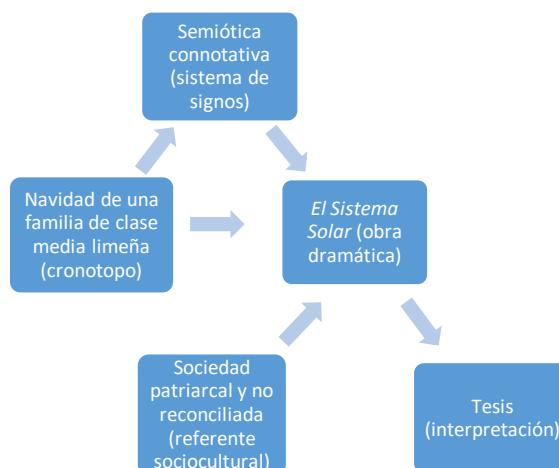 Semiótica
connotativa
(sistema de
signos)
Navidad de una
familia de clase
media limeña
(cronotopo)
El Sistema
Solar (obra
dramática)
Sociedad
patriarcal y no
reconciliada
(referente
sociocultural)
Tesis
(interpretación)